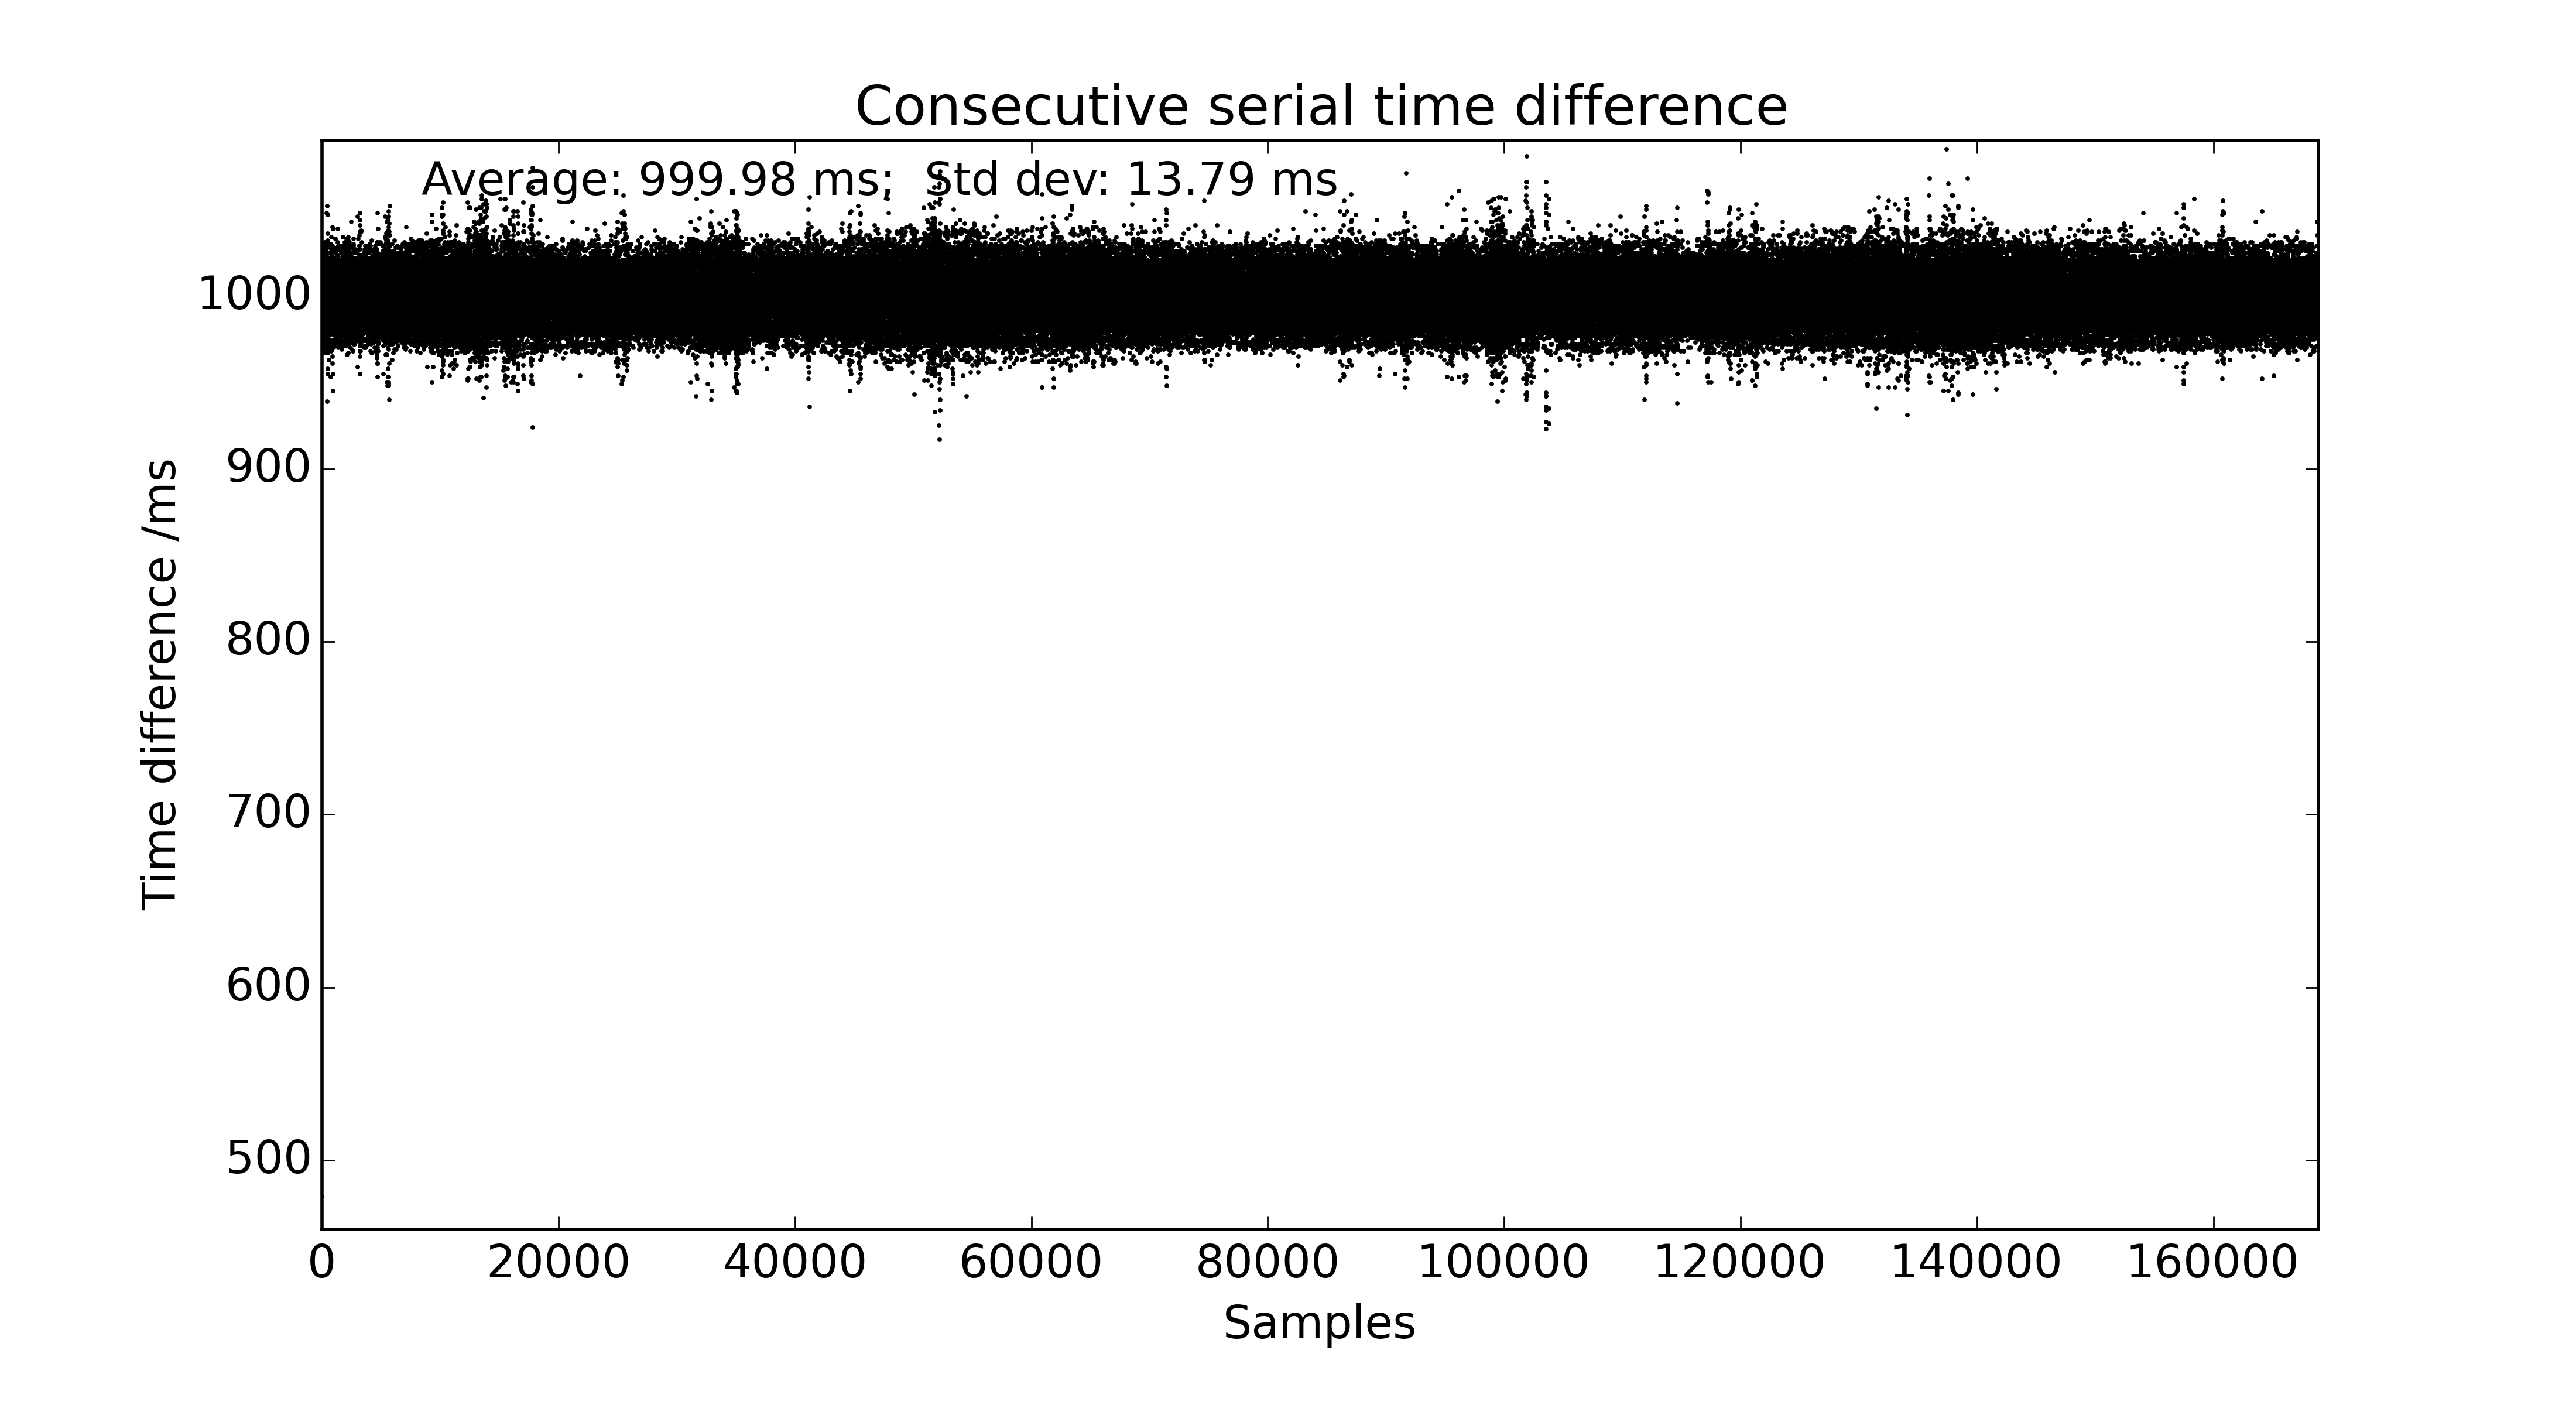 Consecutive serial time difference
Average: 999.98 ms;  Std dev: 13.79 ms
1000
900
800
700
600
500
Time difference /ms
0 20000 40000 60000 80000 100000 120000 140000 160000
Samples